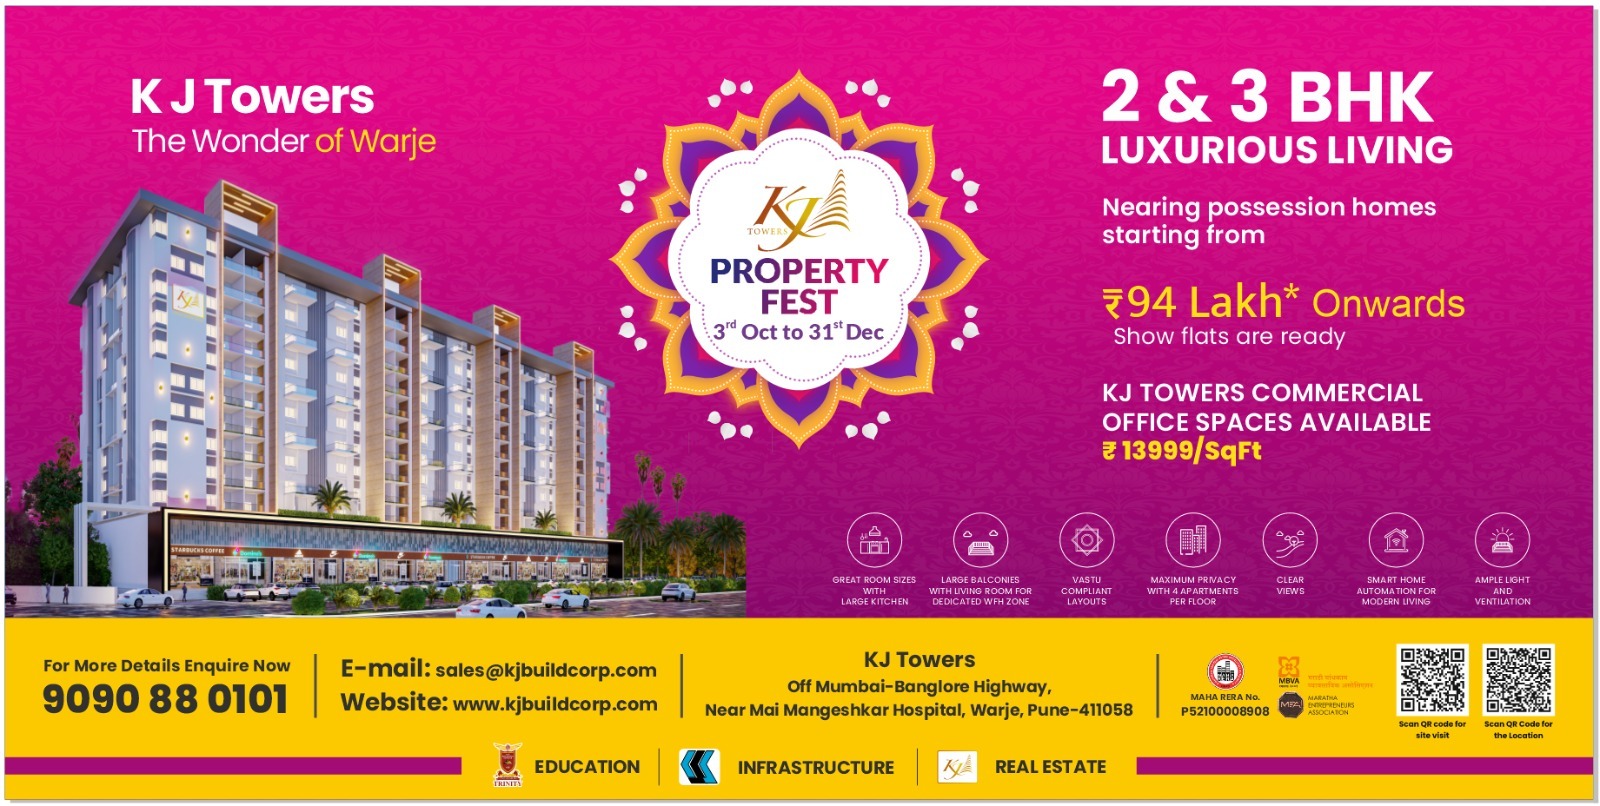 K J Towers
The Wonder of Warje
KJ
TOWERS
PROPERTY
FEST
3rd Oct to 31st Dec
2 & 3 BHK
LUXURIOUS LIVING
Nearing possession homes
starting from
₹94 Lakh* Onwards
Show flats are ready
KJ TOWERS COMMERCIAL
OFFICE SPACES AVAILABLE
₹ 13999/SqFt
STARBUCKS COFFEE
GREAT ROOM SIZES
WITH
LARGE KITCHEN
LARGE BALCONIES
WITH LIVING ROOM FOR
DEDICATED WFH ZONE
VASTU
COMPLIANT
LAYOUTS
MAXIMUM PRIVACY
WITH 4 APARTMENTS
PER FLOOR
CLEAR
VIEWS
SMART HOME
AUTOMATION FOR
MODERN LIVING
AMPLE LIGHT
AND
VENTILATION
For More Details Enquire Now
9090 88 0101
E-mail: sales@kjbuildcorp.com
Website: www.kjbuildcorp.com
KJ Towers
Off Mumbai-Banglore Highway,
Near Mai Mangeshkar Hospital, Warje, Pune-411058
MAHA RERA No.
P52100008908
MBVA
MARATHA
ENTREPRENEURS
ASSOCIATION
Scan QR code for
site visit
Scan QR Code for
the Location
TRINITY
EDUCATION
INFRASTRUCTURE
KJ
REAL ESTATE